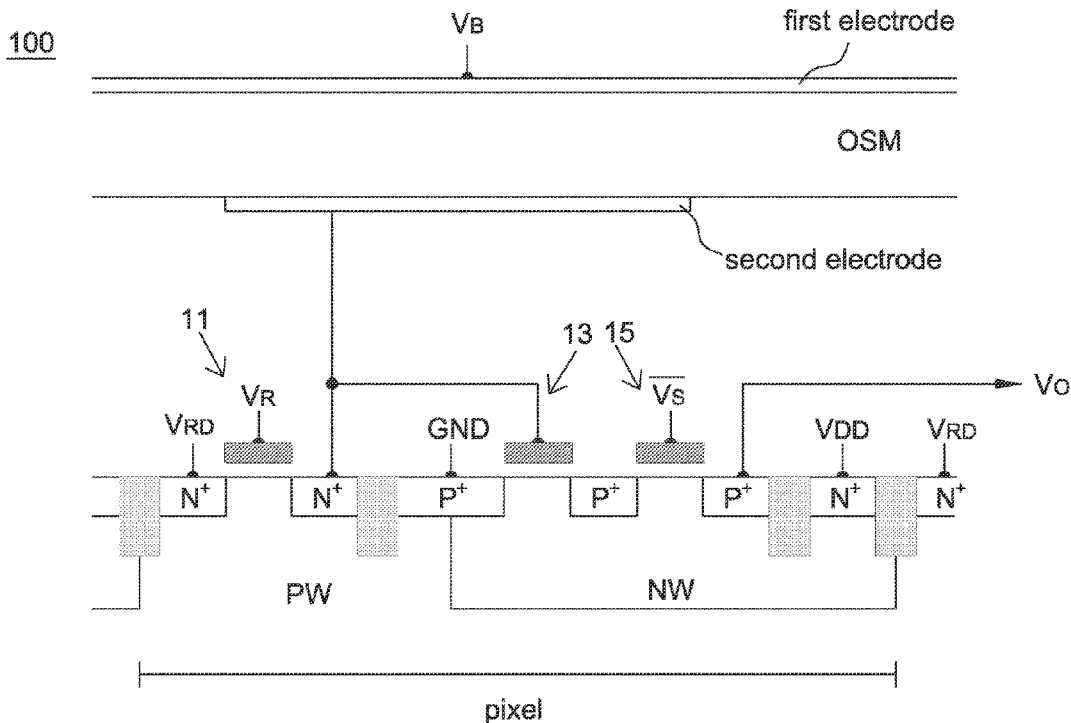 100
VB
first electrode
OSM
second electrode
11
13
15
VR
V̅S̅
VO
VRD
GND
VDD
VRD
N+
N+
P+
P+
P+
N+
N+
PW
NW
pixel